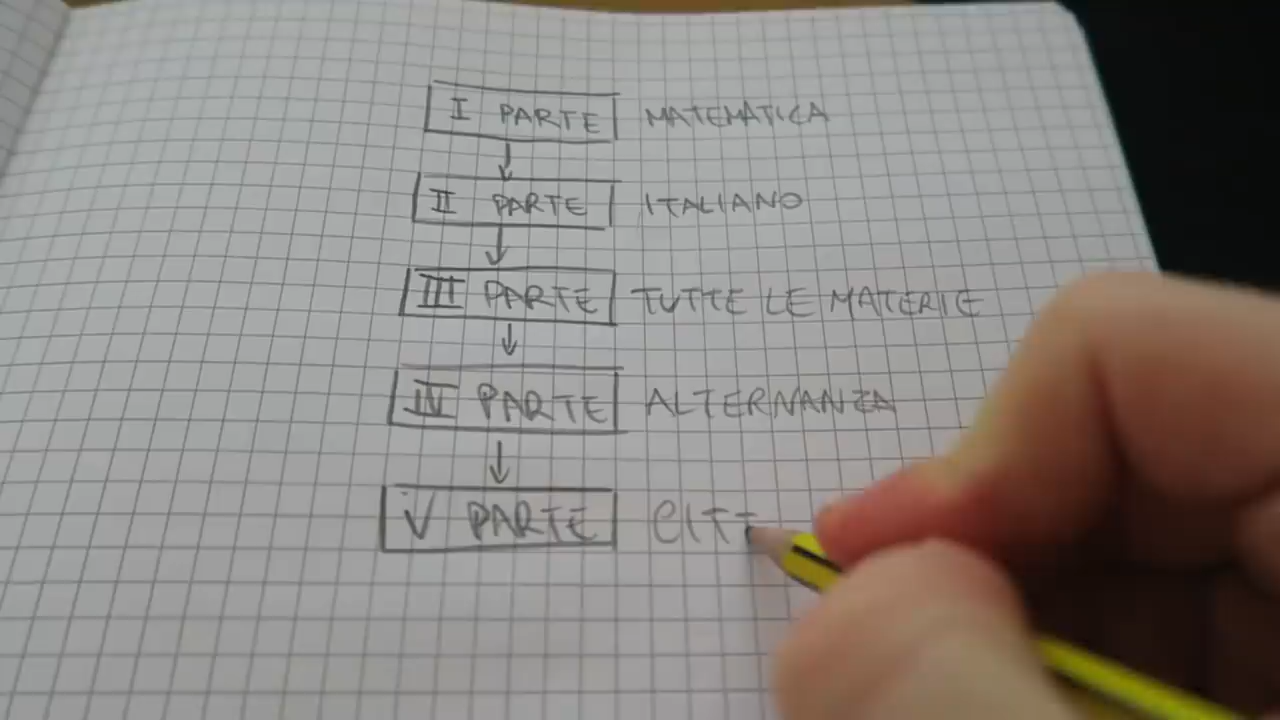 I PARTE MATEMATICA
II PARTE ITALIANO
III PARTE TUTTE LE MATERIE
IV PARTE ALTERNANZA
V PARTE